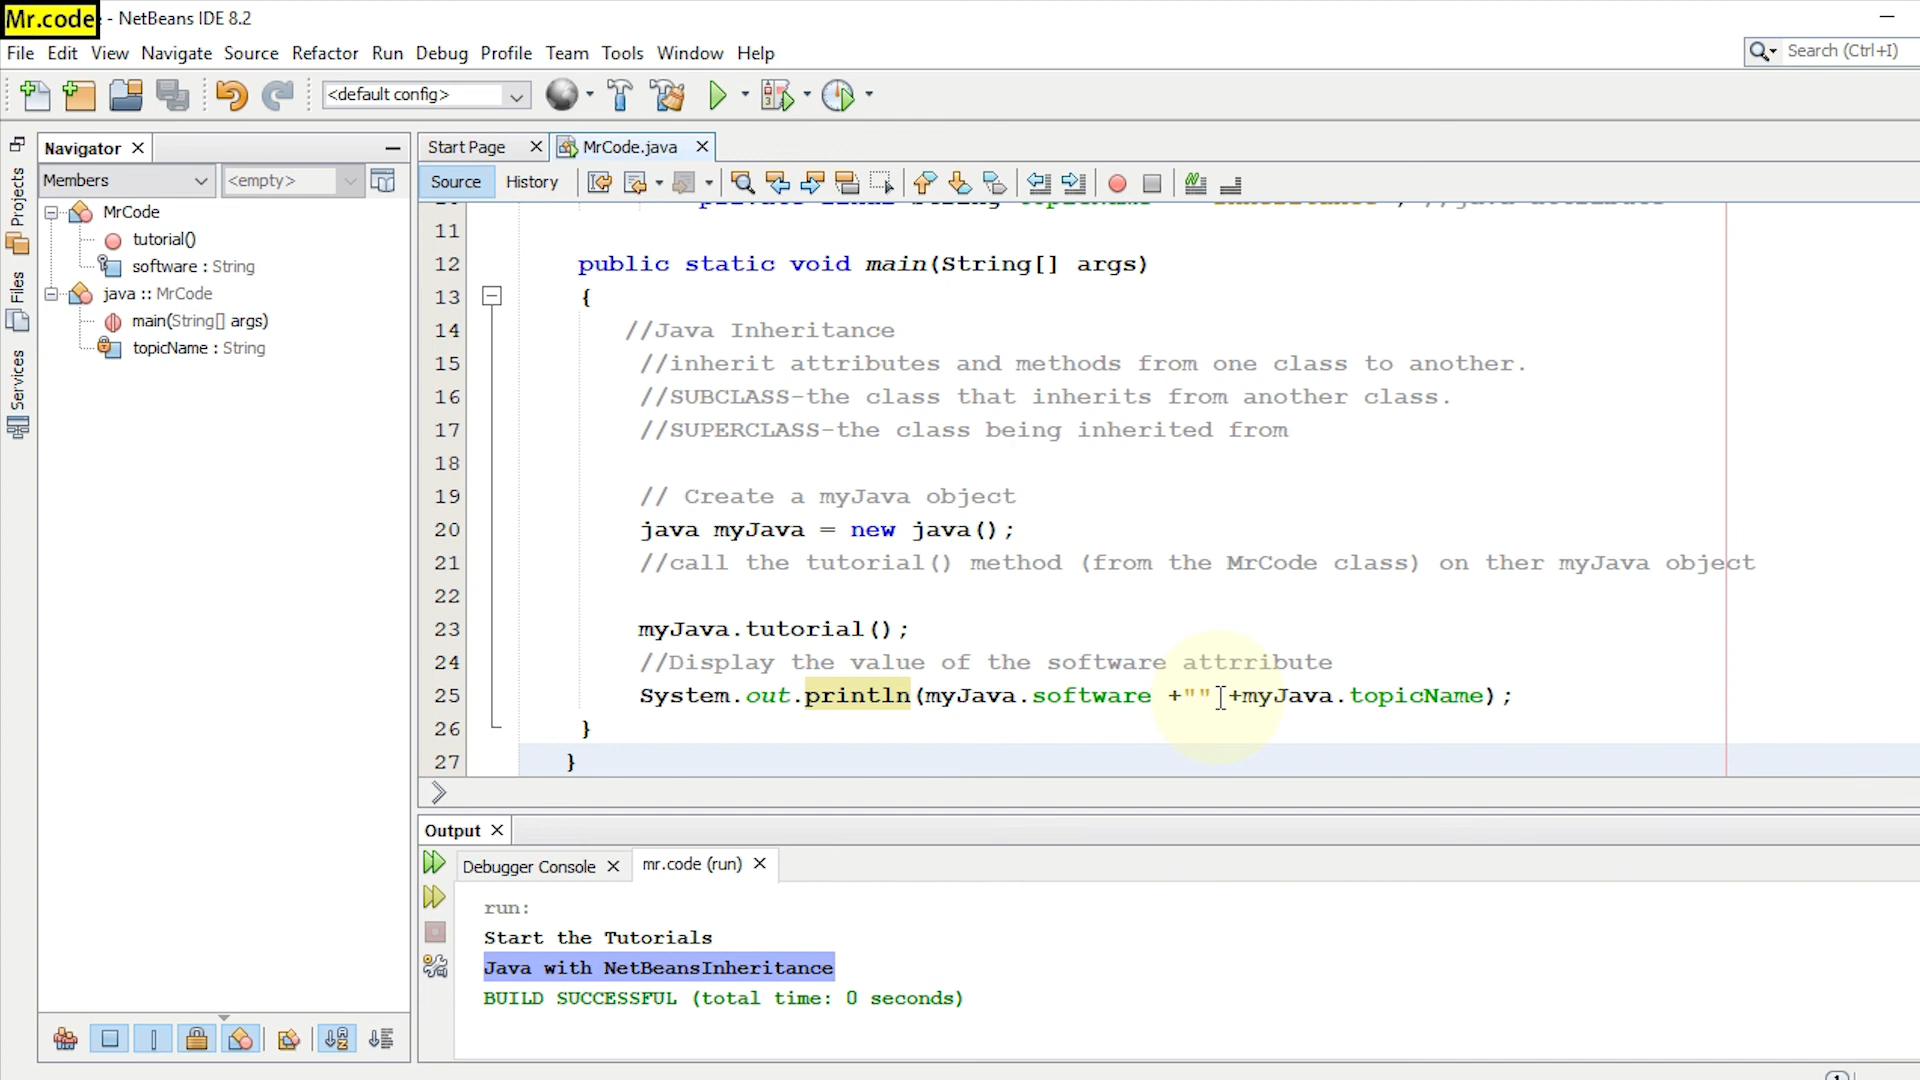 Mr.code - NetBeans IDE 8.2
File Edit View Navigate Source Refactor Run Debug Profile Team Tools Window Help
Search (Ctrl+I)
<default config>
Navigator
Start Page
MrCode.java
Members
<empty>
Source
History
Projects
Files
Services
MrCode
tutorial()
software : String
java :: MrCode
main(String[] args)
topicName : String
11
12 public static void main(String[] args)
13 {
14 //Java Inheritance
15 //inherit attributes and methods from one class to another.
16 //SUBCLASS-the class that inherits from another class.
17 //SUPERCLASS-the class being inherited from
18
19 // Create a myJava object
20 java myJava = new java();
21 //call the tutorial() method (from the MrCode class) on ther myJava object
22
23 myJava.tutorial();
24 //Display the value of the software attrribute
25 System.out.println(myJava.software +"" +myJava.topicName);
26 }
27 }
Output
Debugger Console
mr.code (run)
run:
Start the Tutorials
Java with NetBeansInheritance
BUILD SUCCESSFUL (total time: 0 seconds)